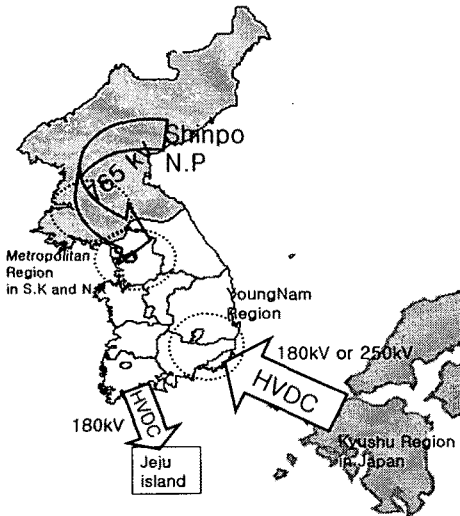 Shinpo
N.P
765 kV
Metropolitan
Region
in S.K and N.K
YoungNam
Region
180kV or 250kV
HVDC
HVDC
180kV
Kyushu Region
in Japan
Jeju
island